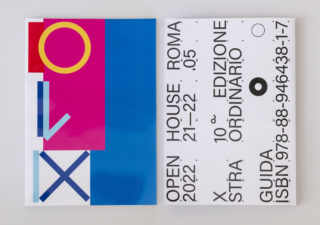 OPEN HOUSE ROMA
2022 21—22 .05
X 10ª EDIZIONE
STRA ORDINARIO
GUIDA
ISBN 978-88-946438-1-7